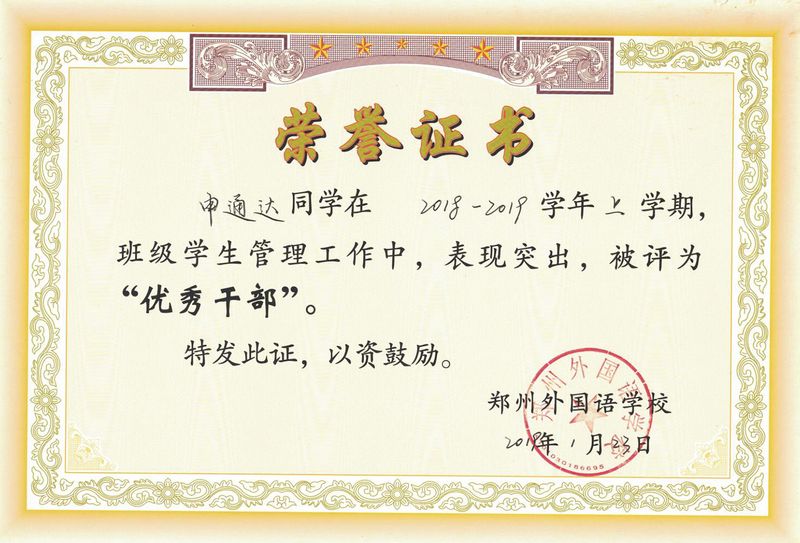 荣誉证书
申通达同学在 2018-2019 学年上学期，
班级学生管理工作中，表现突出，被评为
“优秀干部”。
特发此证，以资鼓励。
郑州外国语学校
2019年1月23日
郑州外国语学校